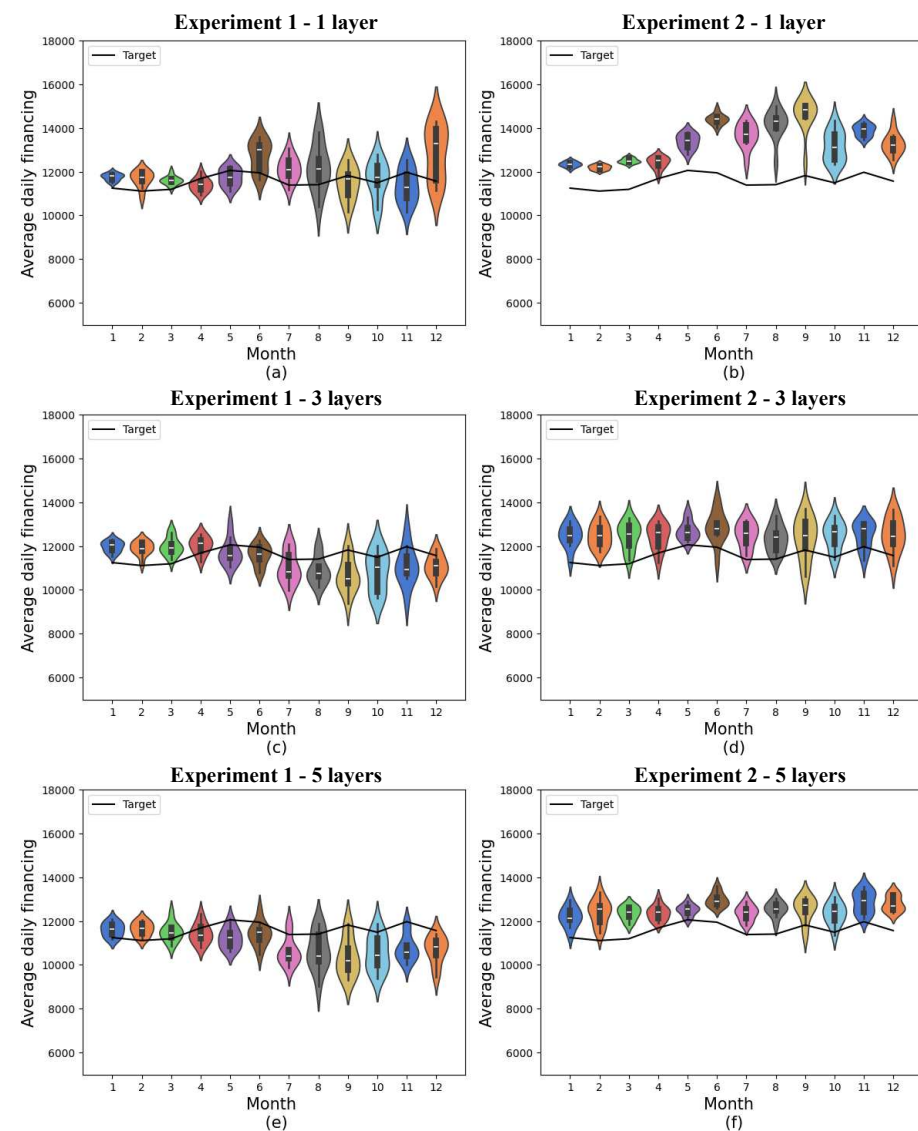 Experiment 1 - 1 layer
18000
16000
14000
12000
10000
8000
6000
Target
Average daily financing
1 2 3 4 5 6 7 8 9 10 11 12
Month
(a)
Experiment 2 - 1 layer
18000
16000
14000
12000
10000
8000
6000
Target
Average daily financing
1 2 3 4 5 6 7 8 9 10 11 12
Month
(b)
Experiment 1 - 3 layers
18000
16000
14000
12000
10000
8000
6000
Target
Average daily financing
1 2 3 4 5 6 7 8 9 10 11 12
Month
(c)
Experiment 2 - 3 layers
18000
16000
14000
12000
10000
8000
6000
Target
Average daily financing
1 2 3 4 5 6 7 8 9 10 11 12
Month
(d)
Experiment 1 - 5 layers
18000
16000
14000
12000
10000
8000
6000
Target
Average daily financing
1 2 3 4 5 6 7 8 9 10 11 12
Month
(e)
Experiment 2 - 5 layers
18000
16000
14000
12000
10000
8000
6000
Target
Average daily financing
1 2 3 4 5 6 7 8 9 10 11 12
Month
(f)